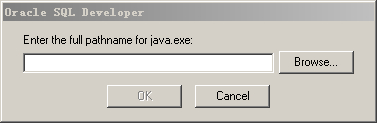 Oracle SQL Developer
Enter the full pathname for java.exe:
Browse...
OK
Cancel